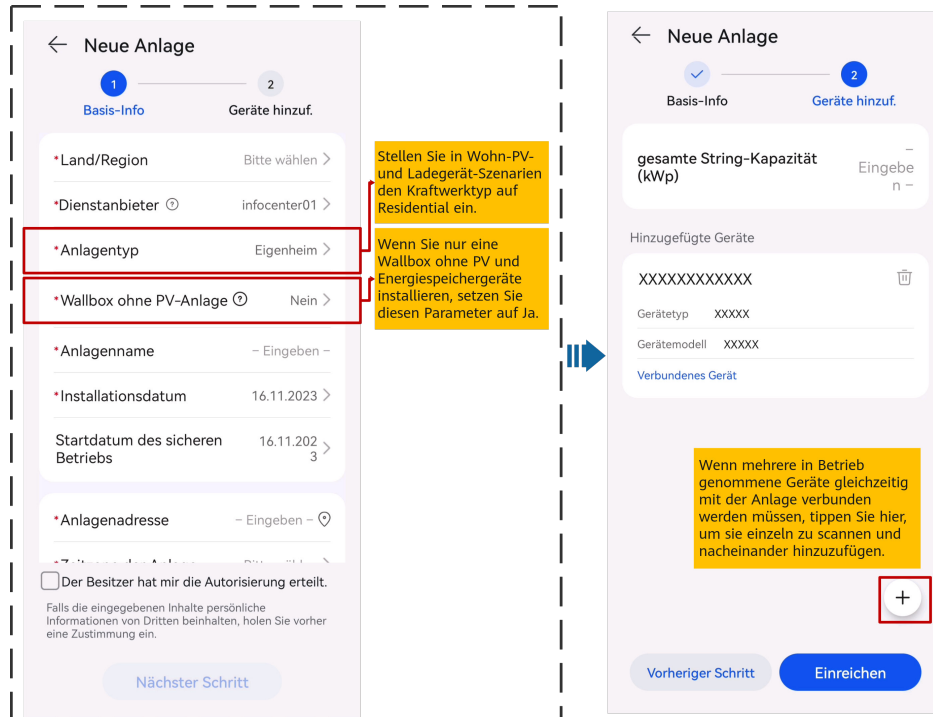 Neue Anlage
1
2
Basis-Info
Geräte hinzuf.
*Land/Region
Bitte wählen
*Dienstanbieter
infocenter01
*Anlagentyp
Eigenheim
*Wallbox ohne PV-Anlage
Nein
*Anlagenname
– Eingeben –
*Installationsdatum
16.11.2023
Startdatum des sicheren
Betriebs
16.11.202
3
*Anlagenadresse
– Eingeben –
Der Besitzer hat mir die Autorisierung erteilt.
Falls die eingegebenen Inhalte persönliche
Informationen von Dritten beinhalten, holen Sie vorher
eine Zustimmung ein.
Nächster Schritt
Stellen Sie in Wohn-PV-
und Ladegerät-Szenarien
den Kraftwerktyp auf
Residential ein.
Wenn Sie nur eine
Wallbox ohne PV und
Energiespeichergeräte
installieren, setzen Sie
diesen Parameter auf Ja.
Neue Anlage
2
Basis-Info
Geräte hinzuf.
gesamte String-Kapazität
(kWp)
–
Eingebe
n –
Hinzugefügte Geräte
XXXXXXXXXXXX
Gerätetyp XXXXX
Gerätemodell XXXXX
Verbundenes Gerät
Wenn mehrere in Betrieb
genommene Geräte gleichzeitig
mit der Anlage verbunden
werden müssen, tippen Sie hier,
um sie einzeln zu scannen und
nacheinander hinzuzufügen.
+
Vorheriger Schritt
Einreichen